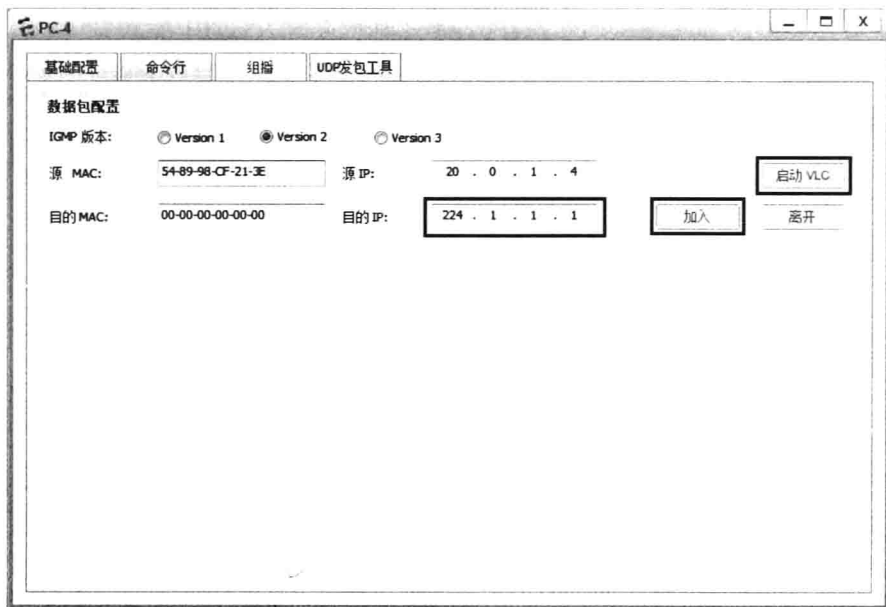 PC-4
基础配置 命令行 组播 UDP发包工具
数据包配置
IGMP 版本: Version 1 Version 2 Version 3
源 MAC: 54-89-98-CF-21-3E 源 IP: 20 . 0 . 1 . 4 启动 VLC
目的 MAC: 00-00-00-00-00-00 目的 IP: 224 . 1 . 1 . 1 加入 离开